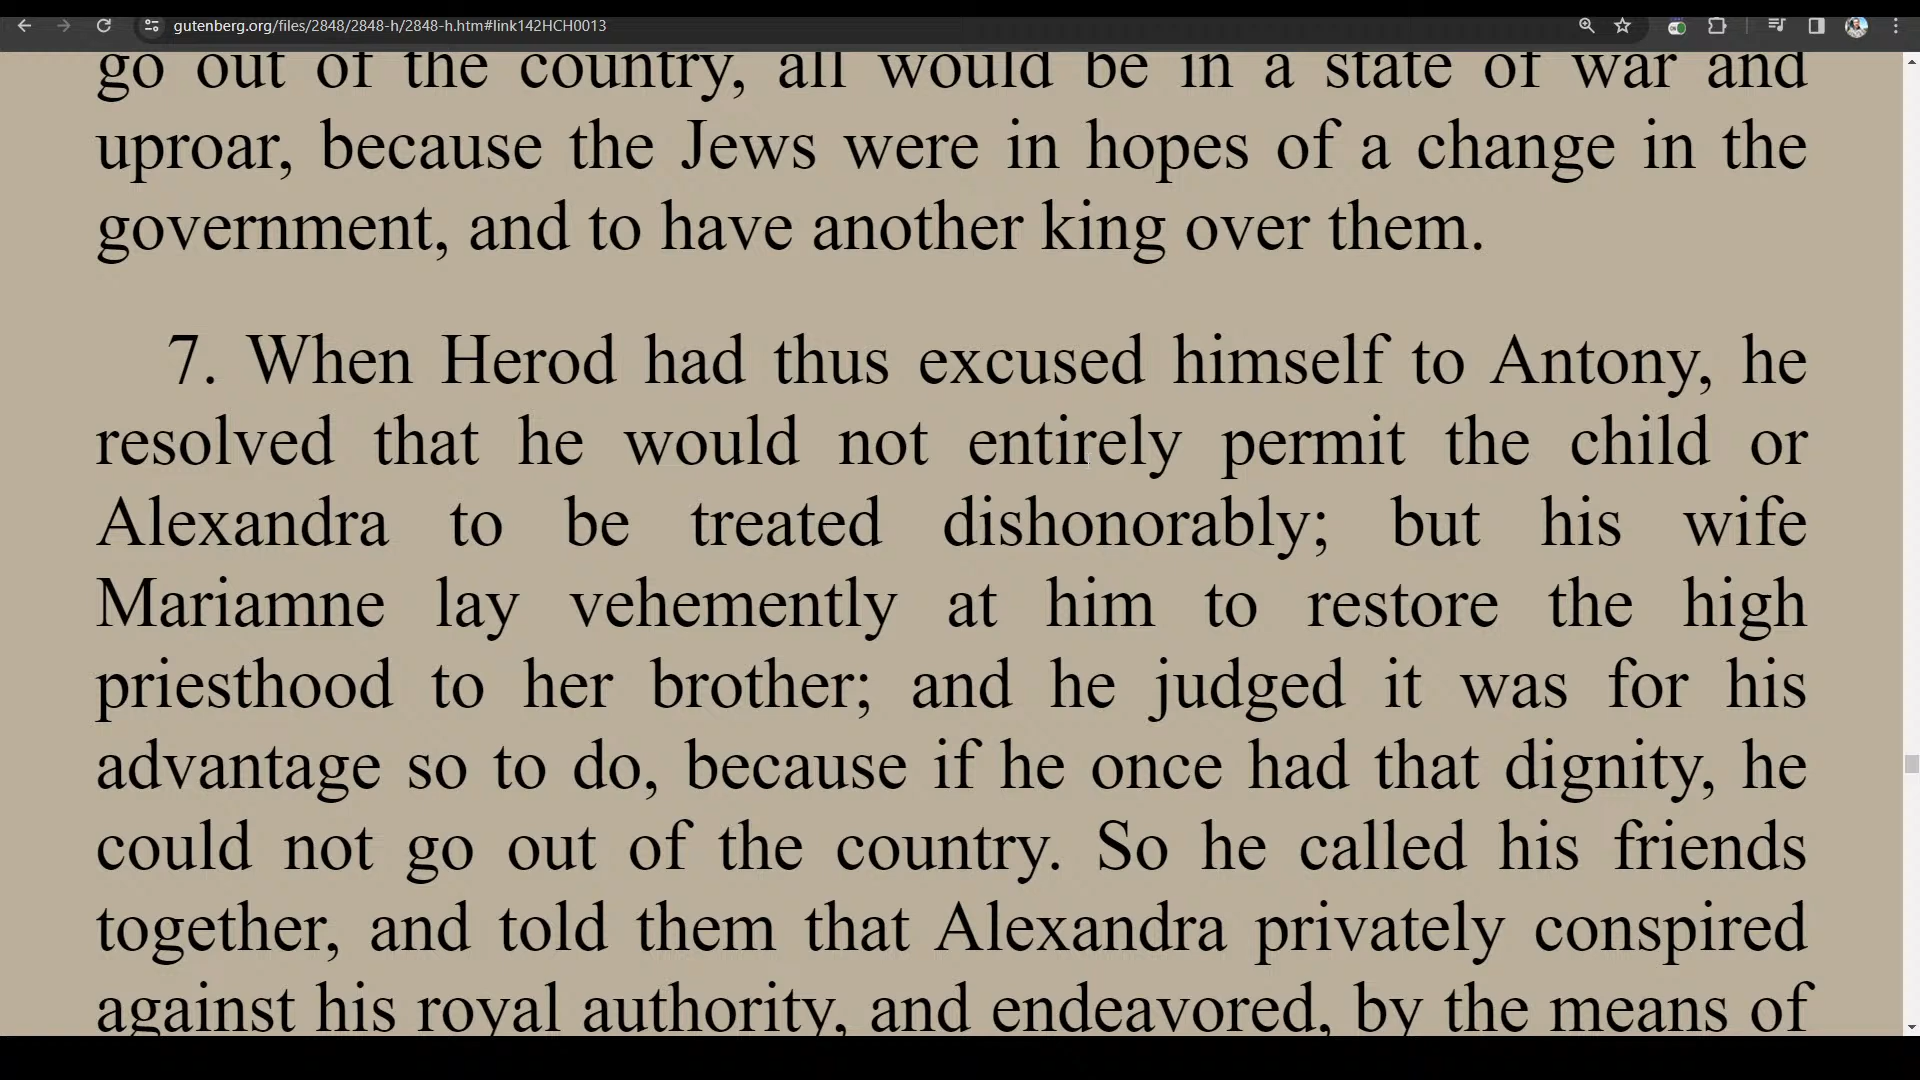 gutenberg.org/files/2848/2848-h/2848-h.htm#link142HCH0013
go out of the country, all would be in a state of war and
uproar, because the Jews were in hopes of a change in the
government, and to have another king over them.
7. When Herod had thus excused himself to Antony, he
resolved that he would not entirely permit the child or
Alexandra to be treated dishonorably; but his wife
Mariamne lay vehemently at him to restore the high
priesthood to her brother; and he judged it was for his
advantage so to do, because if he once had that dignity, he
could not go out of the country. So he called his friends
together, and told them that Alexandra privately conspired
against his royal authority, and endeavored, by the means of